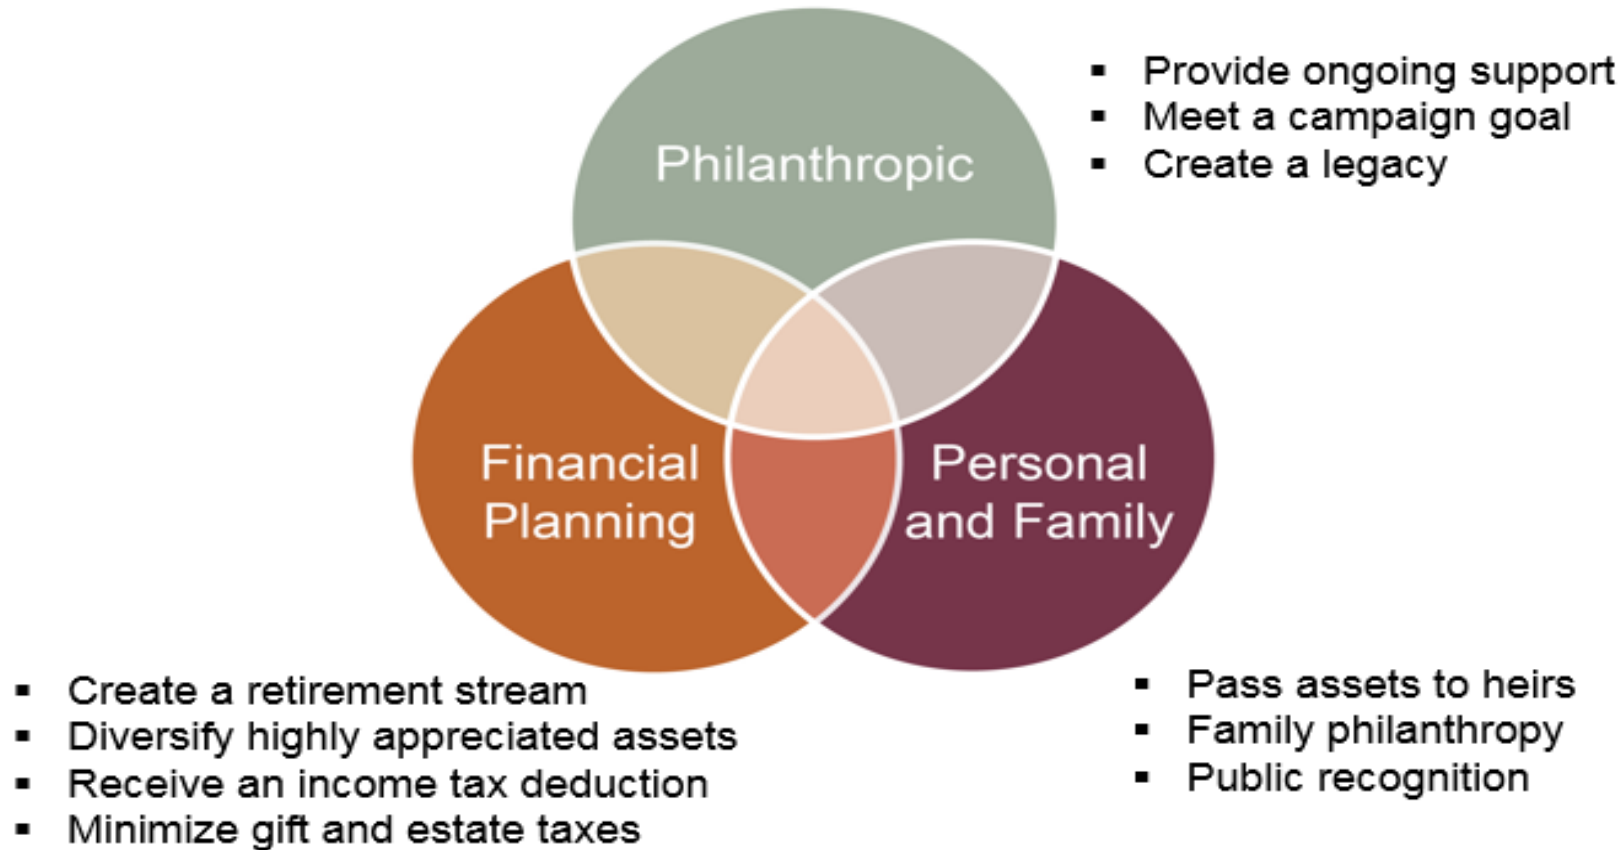 Philanthropic
▪ Provide ongoing support
▪ Meet a campaign goal
▪ Create a legacy
Financial
Planning
Personal
and Family
▪ Create a retirement stream
▪ Diversify highly appreciated assets
▪ Receive an income tax deduction
▪ Minimize gift and estate taxes
▪ Pass assets to heirs
▪ Family philanthropy
▪ Public recognition